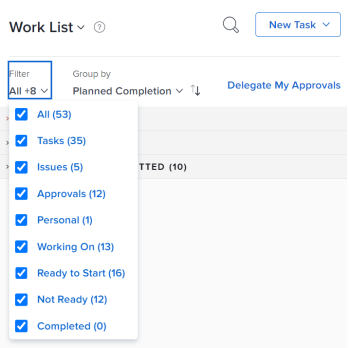 Work List
New Task
Filter
Group by
All +8
Planned Completion
Delegate My Approvals
All (53)
Tasks (35)
Issues (5)
TTED (10)
Approvals (12)
Personal (1)
Working On (13)
Ready to Start (16)
Not Ready (12)
Completed (0)